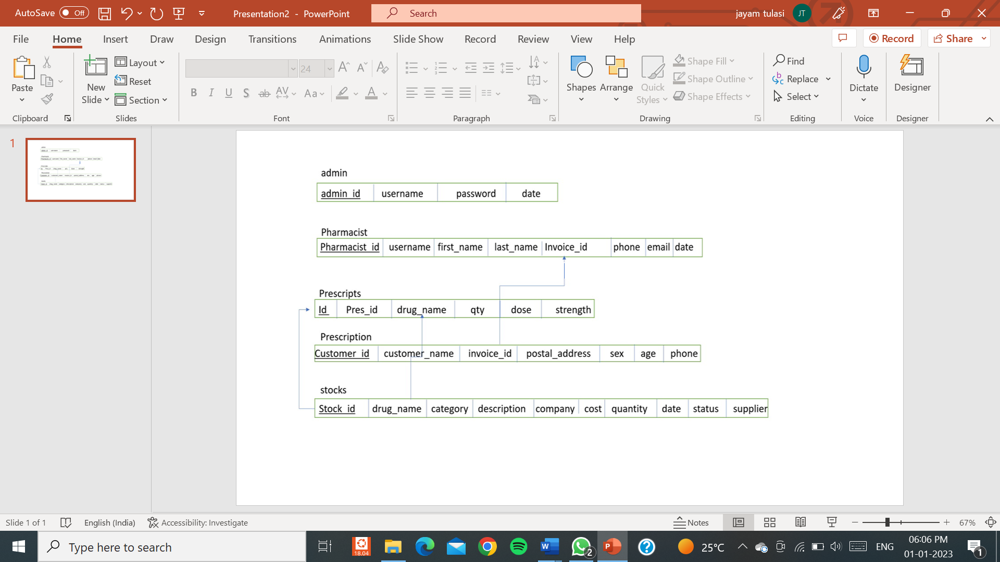 AutoSave Off Presentation2 - PowerPoint Search jayam tulasi JT
File Home Insert Draw Design Transitions Animations Slide Show Record Review View Help Record Share
Paste New Slide Layout Reset Section 24 Shapes Arrange Quick Styles Shape Fill Shape Outline Shape Effects Find Replace Select Dictate Designer
Clipboard Slides Font Paragraph Drawing Editing Voice Designer
1
admin
admin_id username password date
Pharmacist
Pharmacist_id username first_name last_name Invoice_id phone email date
Prescripts
Id Pres_id drug_name qty dose strength
Prescription
Customer_id customer_name invoice_id postal_address sex age phone
stocks
Stock_id drug_name category description company cost quantity date status supplier
Slide 1 of 1 English (India) Accessibility: Investigate Notes 67%
Type here to search 18.04 2 25°C ENG 06:06 PM 1
01-01-2023